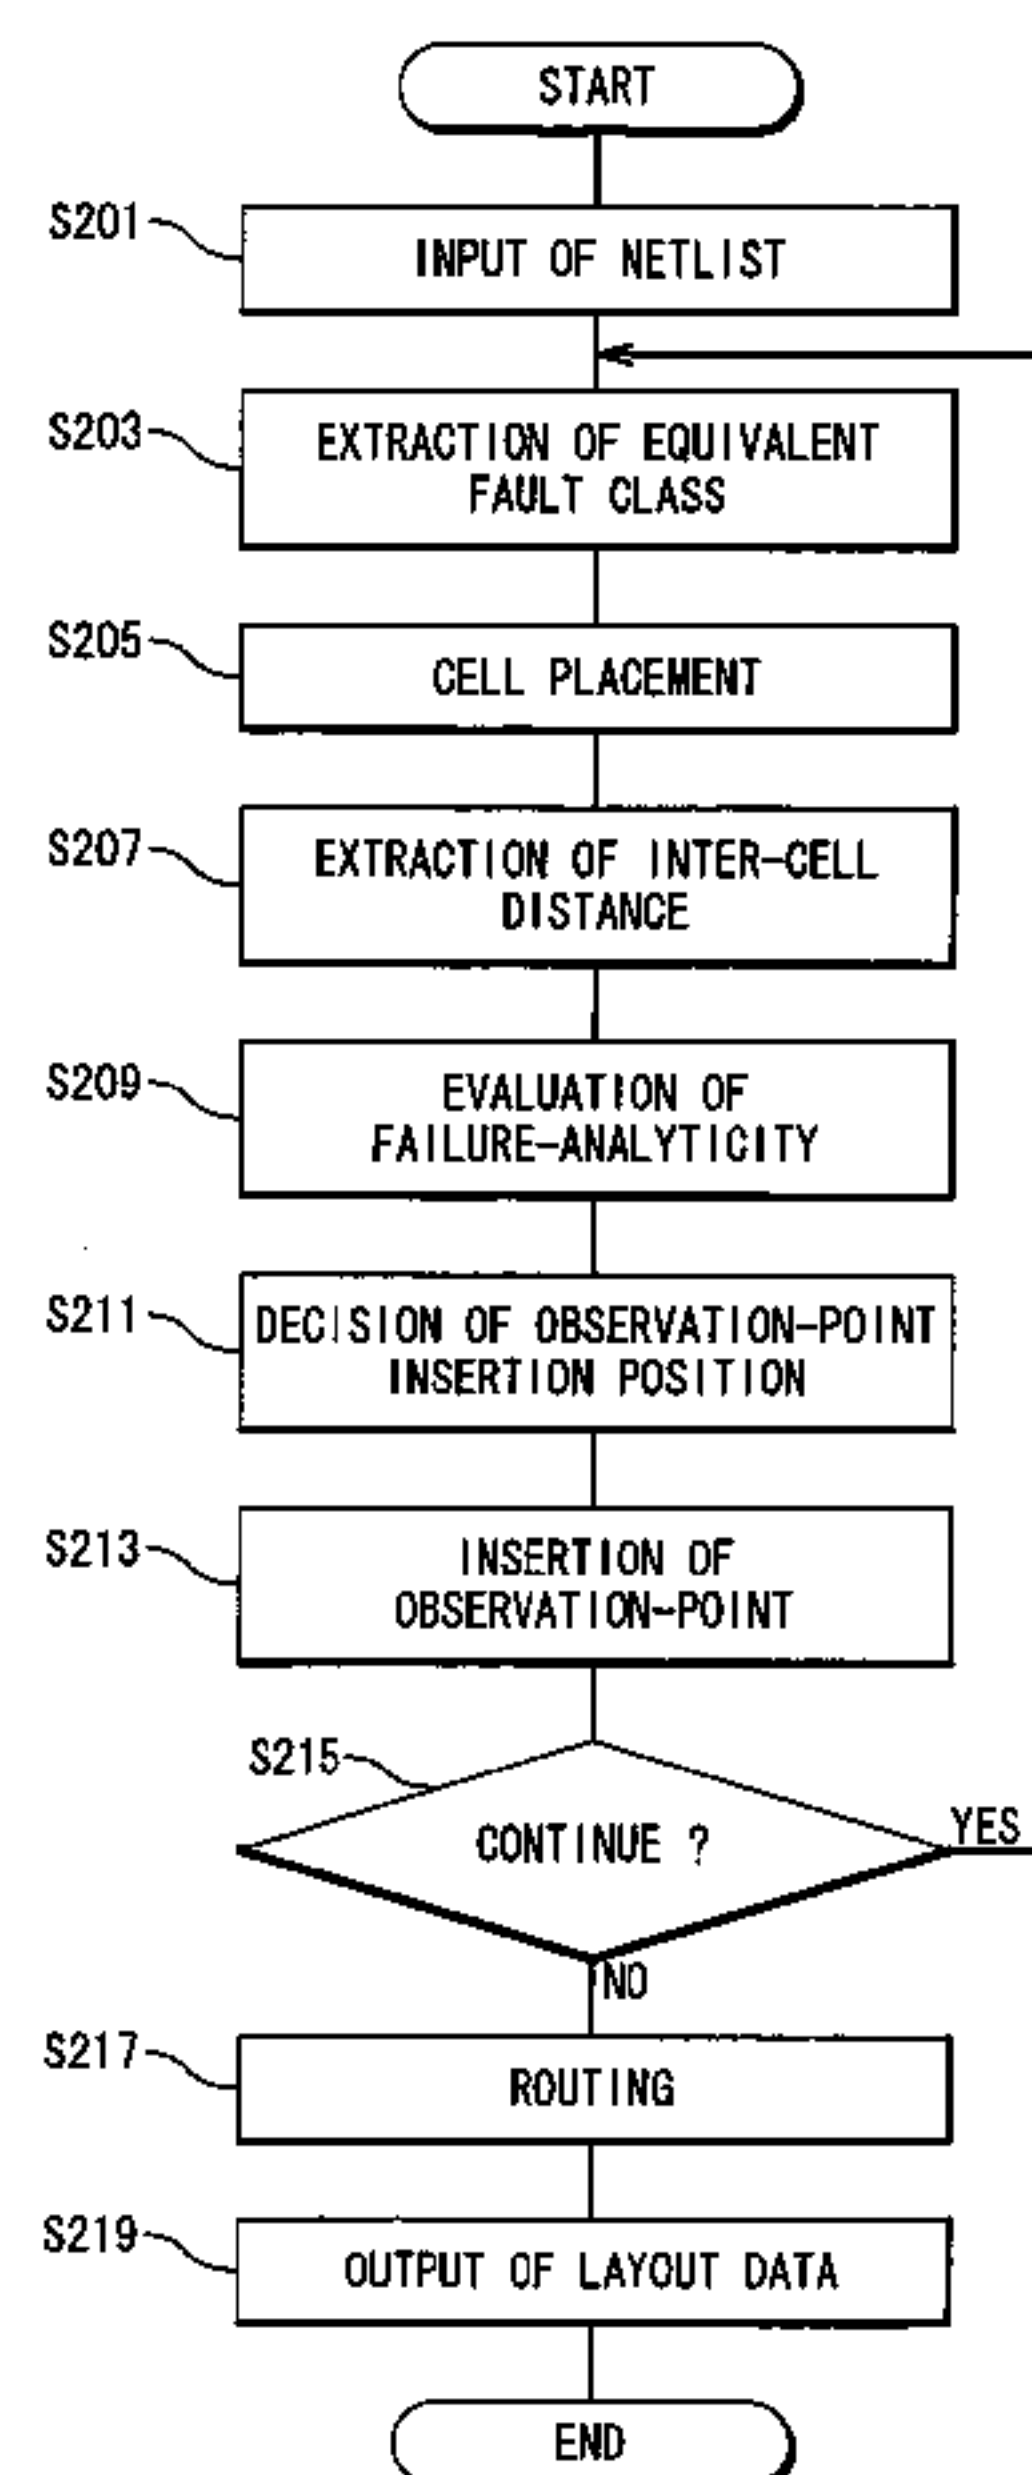 START
S201
INPUT OF NETLIST
S203
EXTRACTION OF EQUIVALENT
FAULT CLASS
S205
CELL PLACEMENT
S207
EXTRACTION OF INTER-CELL
DISTANCE
S209
EVALUATION OF
FAILURE-ANALYTICITY
S211
DECISION OF OBSERVATION-POINT
INSERTION POSITION
S213
INSERTION OF
OBSERVATION-POINT
S215
CONTINUE ?
YES
NO
S217
ROUTING
S219
OUTPUT OF LAYOUT DATA
END